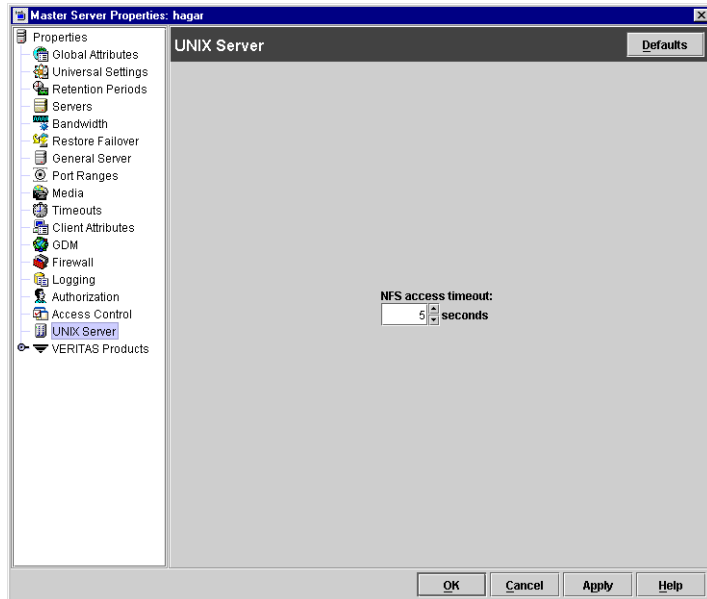 Master Server Properties: hagar
Properties
Global Attributes
Universal Settings
Retention Periods
Servers
Bandwidth
Restore Failover
General Server
Port Ranges
Media
Timeouts
Client Attributes
GDM
Firewall
Logging
Authorization
Access Control
UNIX Server
VERITAS Products
UNIX Server
Defaults
NFS access timeout:
5 seconds
OK
Cancel
Apply
Help